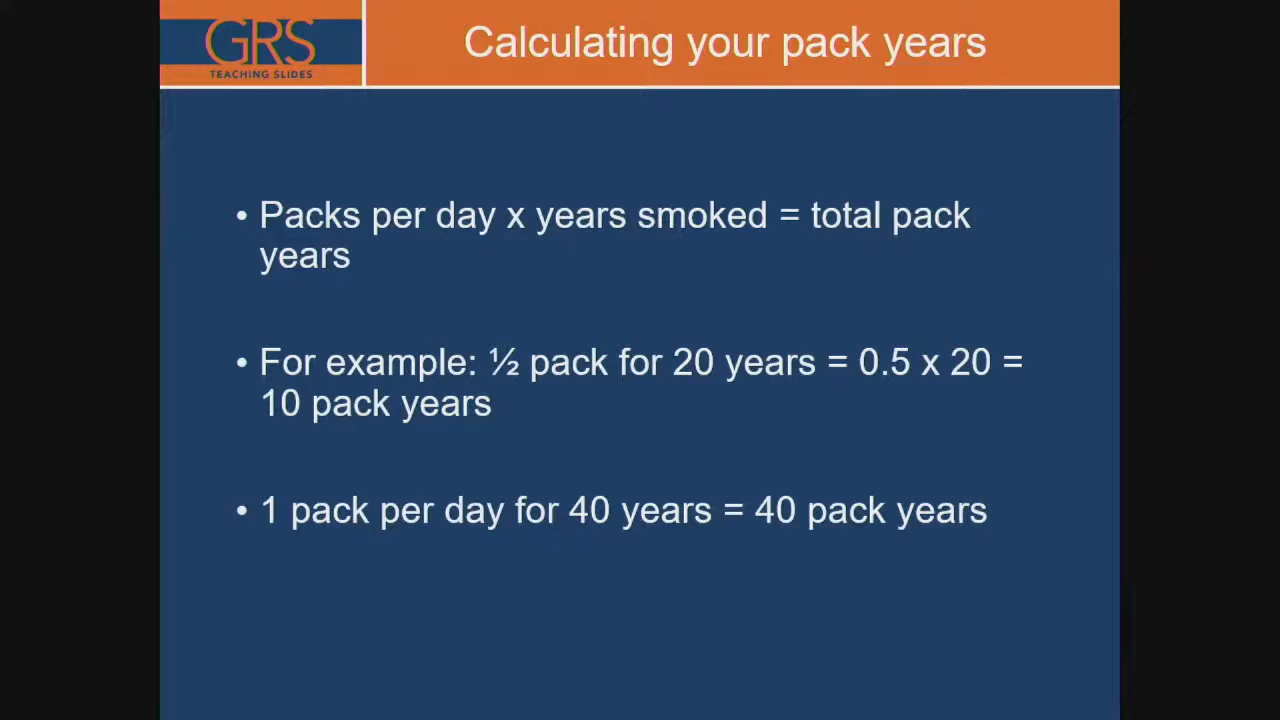 GRS
TEACHING SLIDES
Calculating your pack years
• Packs per day x years smoked = total pack
years
• For example: ½ pack for 20 years = 0.5 x 20 =
10 pack years
• 1 pack per day for 40 years = 40 pack years